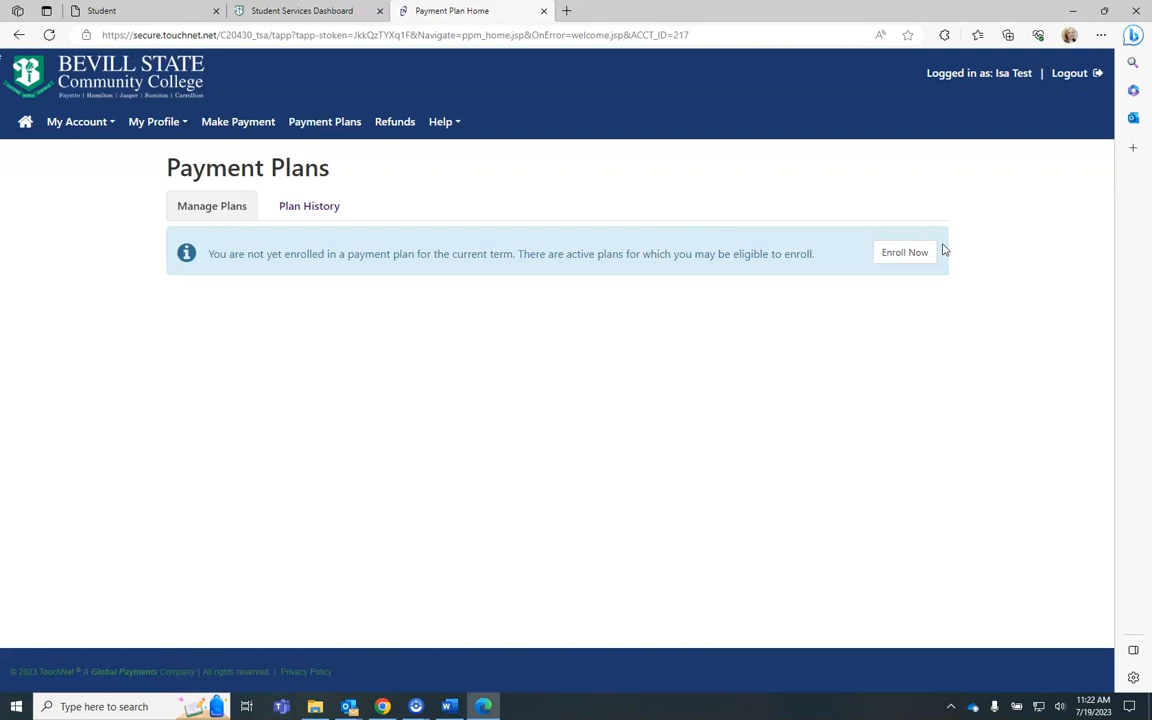 Student
Student Services Dashboard
Payment Plan Home
https://secure.touchnet.net/C20430_tsa/tapp?tapp-stoken=JkkQzTYXq1F&Navigate=ppm_home.jsp&OnError=welcome.jsp&ACCT_ID=217
BEVILL STATE
Community College
Fayette | Hamilton | Jasper | Sumiton | Carrollton
Logged in as: Isa Test | Logout
My Account My Profile Make Payment Payment Plans Refunds Help
Payment Plans
Manage Plans Plan History
You are not yet enrolled in a payment plan for the current term. There are active plans for which you may be eligible to enroll. Enroll Now
© 2023 TouchNet ® A Global Payments Company | All rights reserved. | Privacy Policy
Type here to search
11:22 AM
7/19/2023